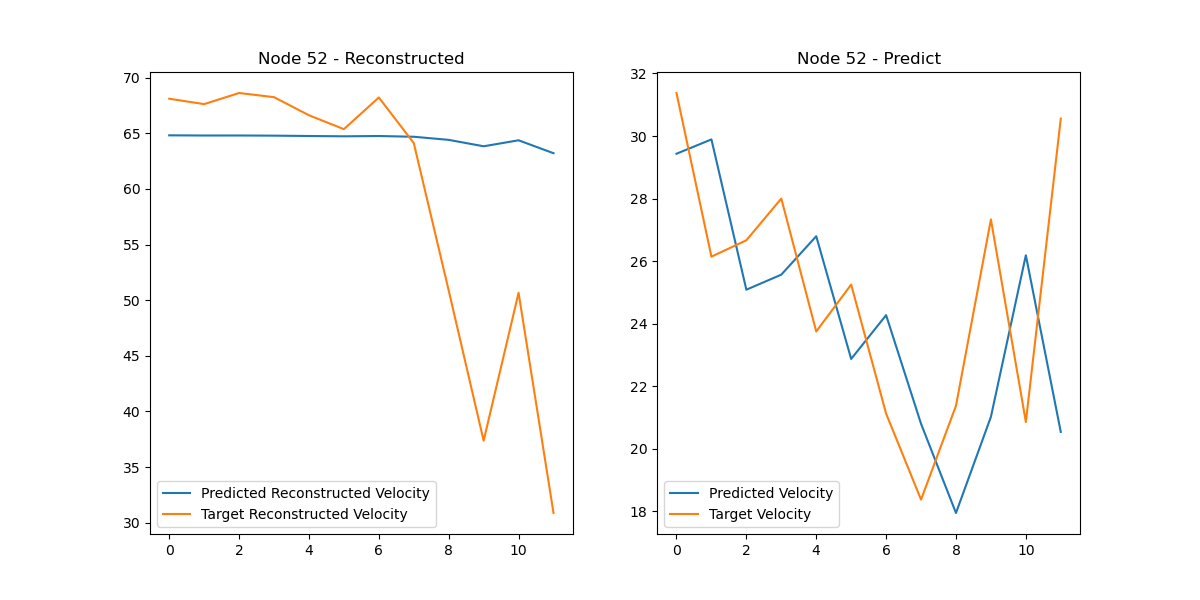 Node 52 - Reconstructed
70
65
60
55
50
45
40
35
30
0 2 4 6 8 10
Predicted Reconstructed Velocity
Target Reconstructed Velocity
Node 52 - Predict
32
30
28
26
24
22
20
18
0 2 4 6 8 10
Predicted Velocity
Target Velocity